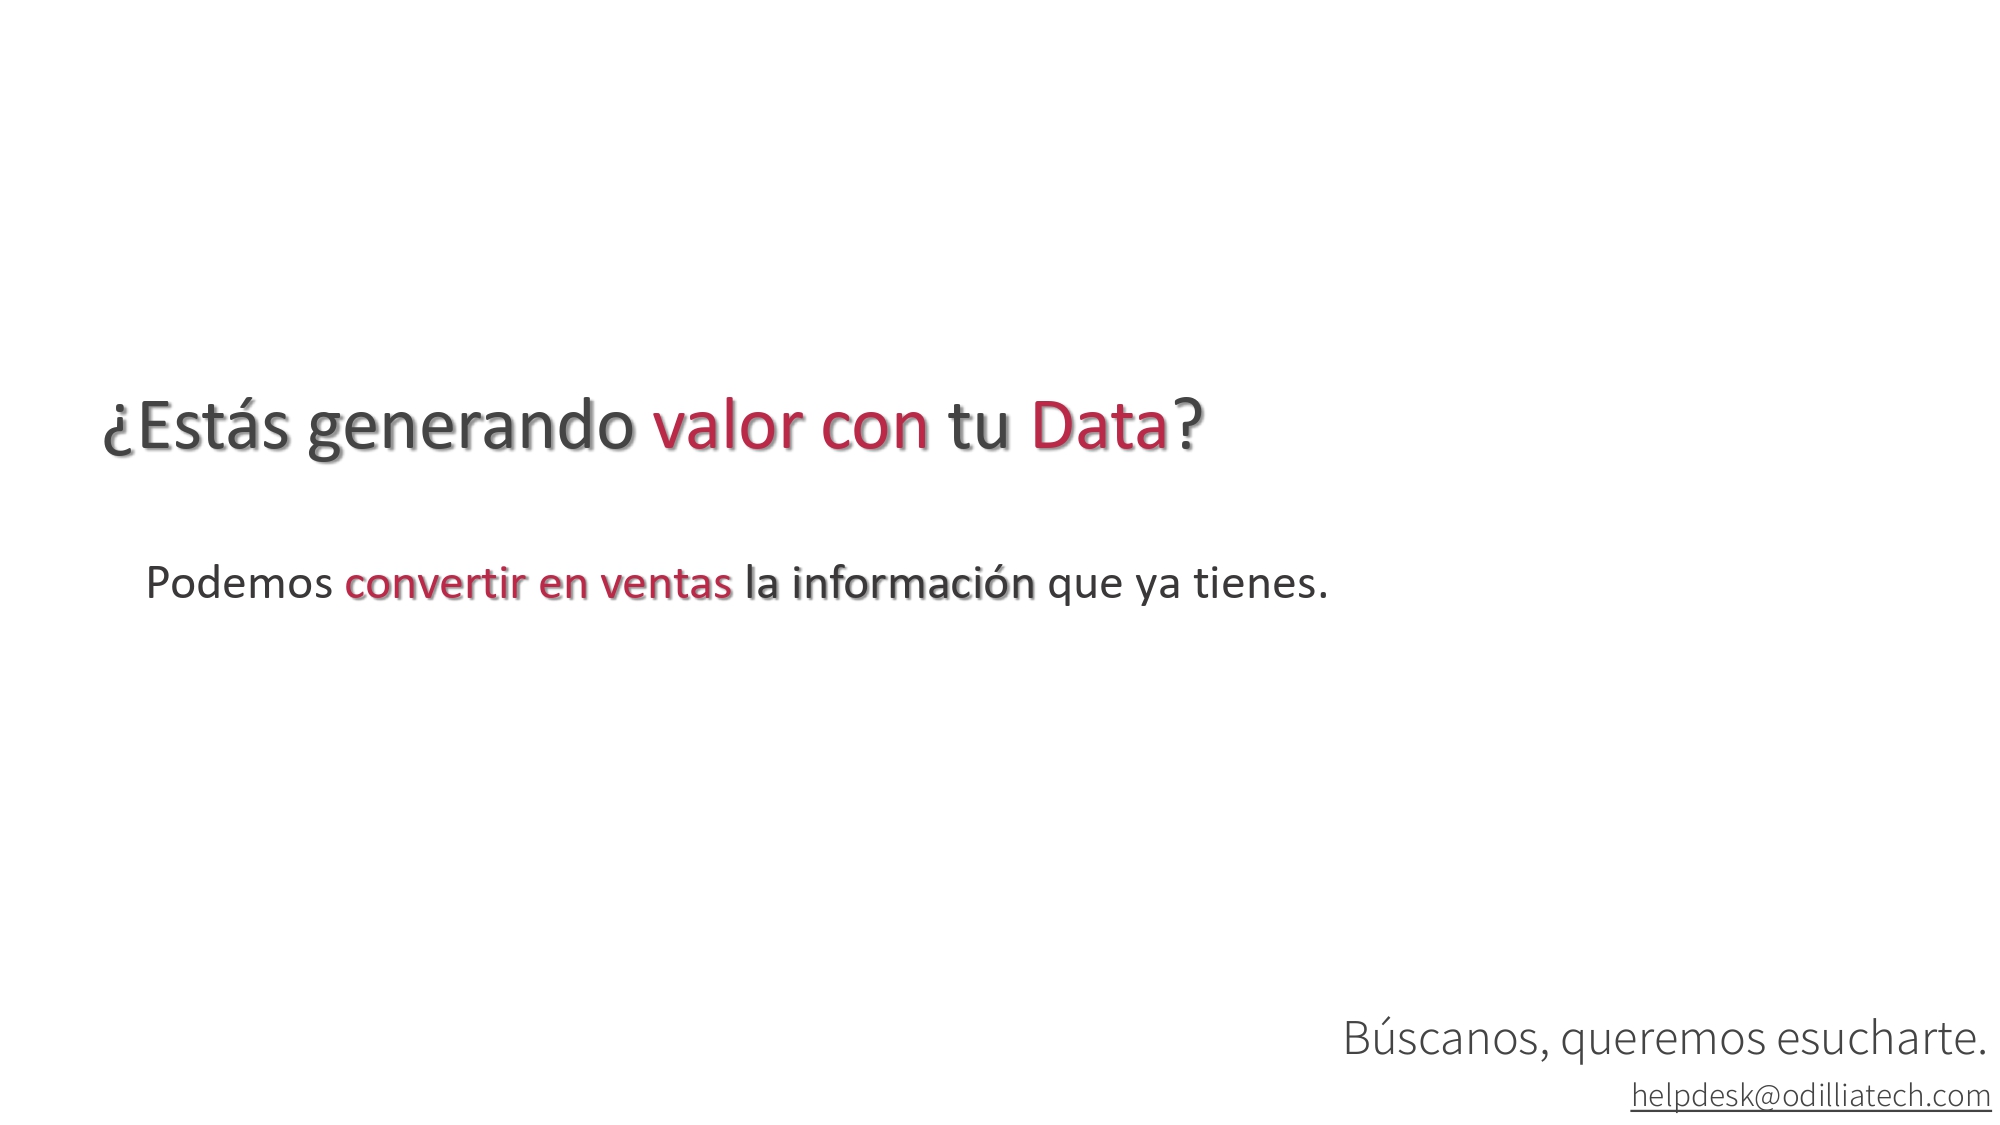 ¿Estás generando valor con tu Data?
Podemos convertir en ventas la información que ya tienes.
Búscanos, queremos esucharte.
helpdesk@odilliatech.com